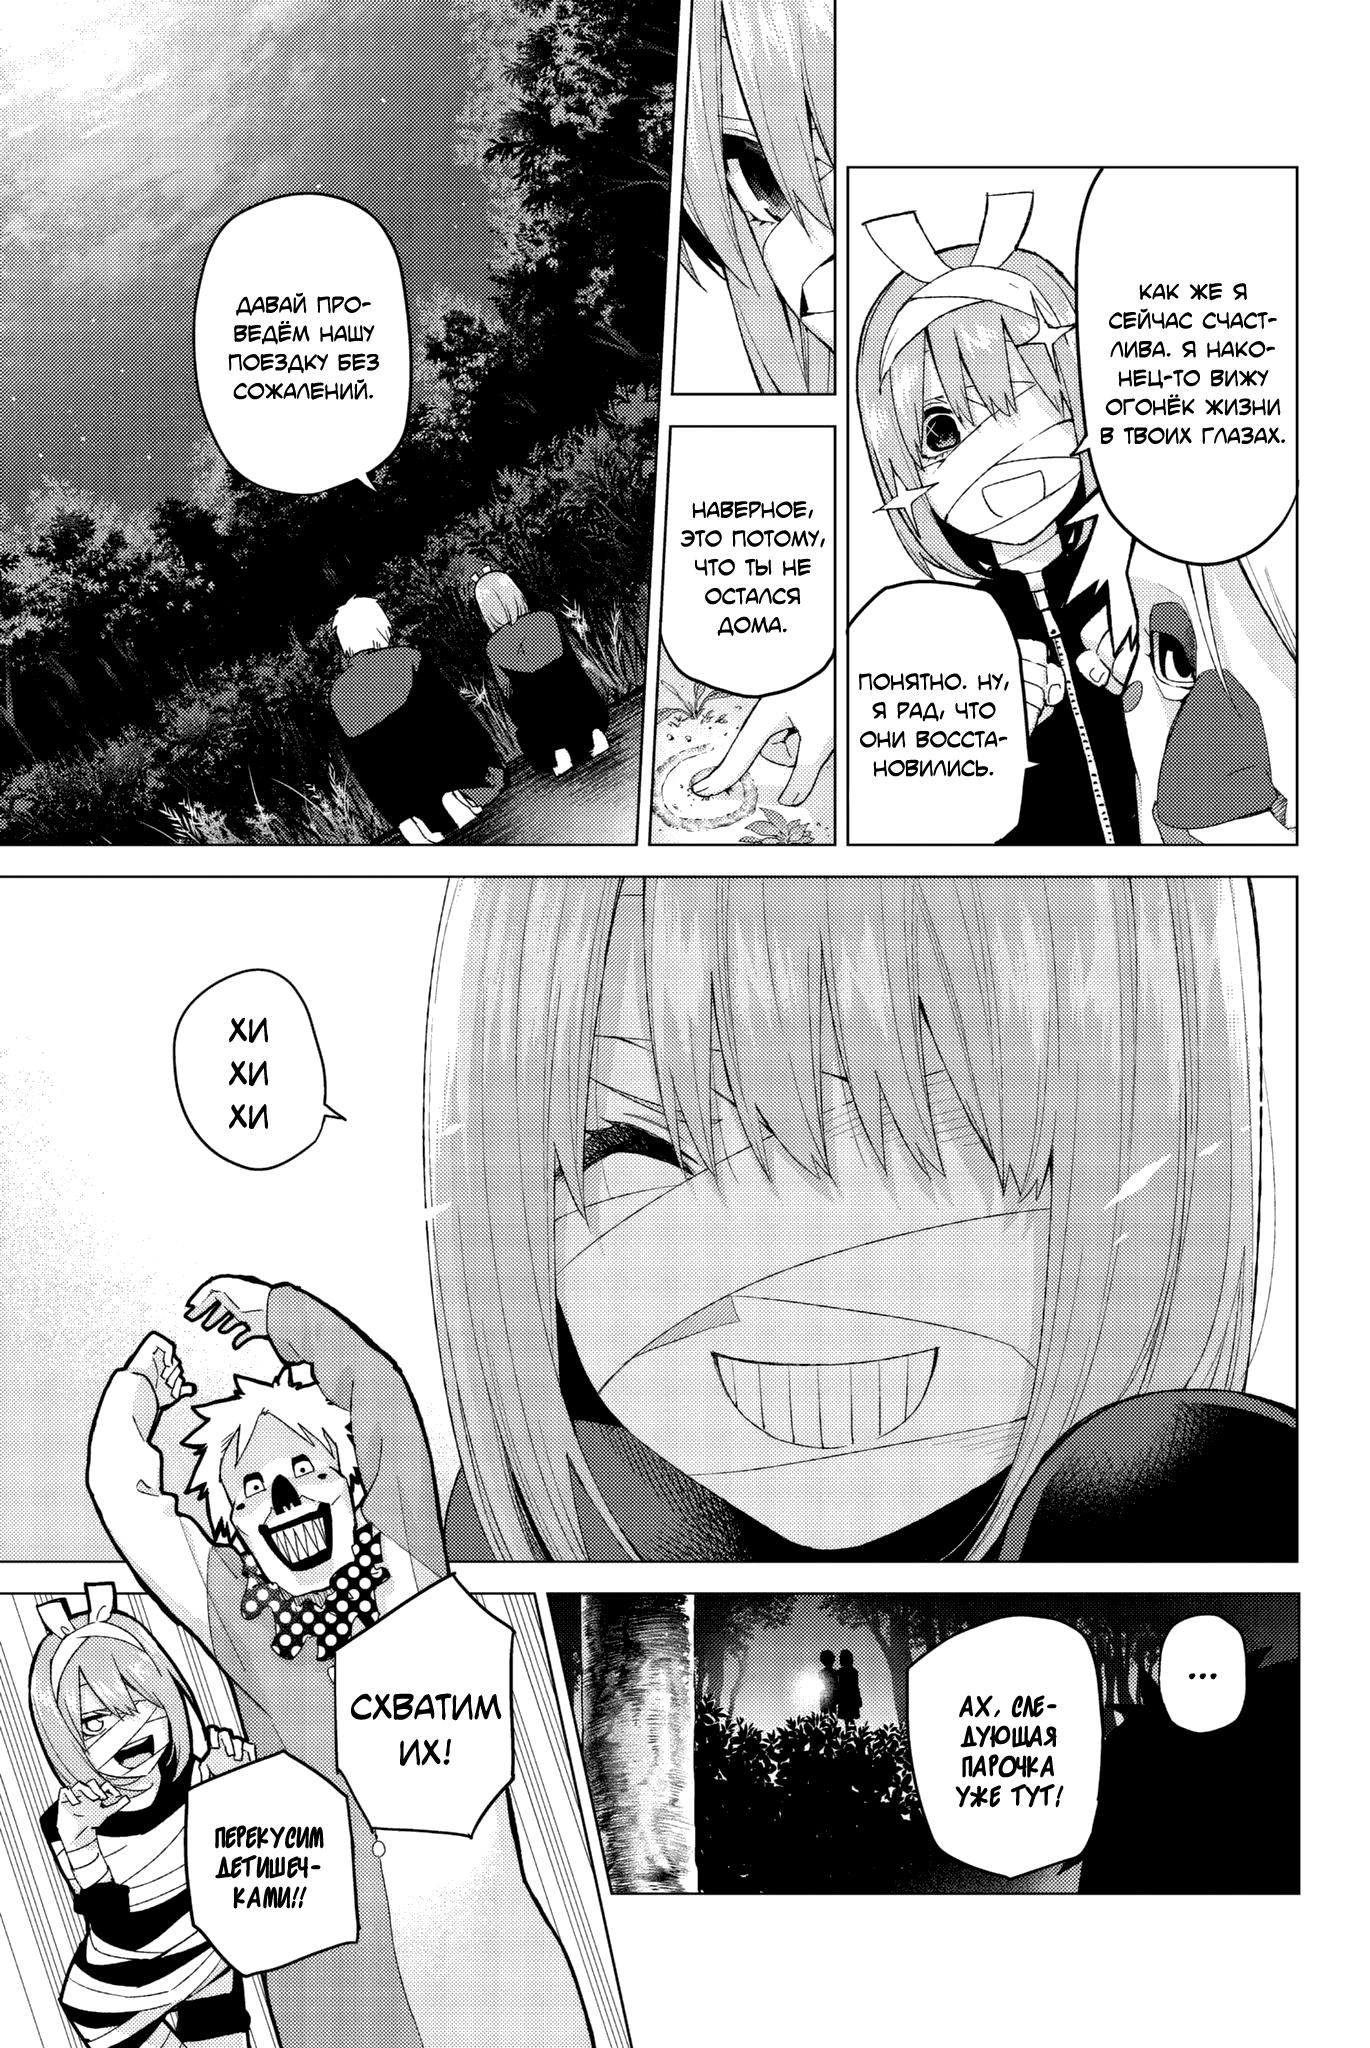 КАК ЖЕ Я
СЕЙЧАС СЧАСТ-
ЛИВА. Я НАКО-
НЕЦ-ТО ВИЖУ
ОГОНЁК ЖИЗНИ
В ТВОИХ ГЛАЗАХ.
ПОНЯТНО. НУ,
Я РАД, ЧТО
ОНИ ВОССТА-
НОВИЛИСЬ.
НАВЕРНОЕ,
ЭТО ПОТОМУ,
ЧТО ТЫ НЕ
ОСТАЛСЯ
ДОМА.
ДАВАЙ ПРО-
ВЕДЁМ НАШУ
ПОЕЗДКУ БЕЗ
СОЖАЛЕНИЙ.
ХИ
ХИ
ХИ
...
АХ, СЛЕ-
ДУЮЩАЯ
ПАРОЧКА
УЖЕ ТУТ!
СХВАТИМ
ИХ!
ПЕРЕКУСИМ
ДЕТИШЕЧ-
КАМИ!!